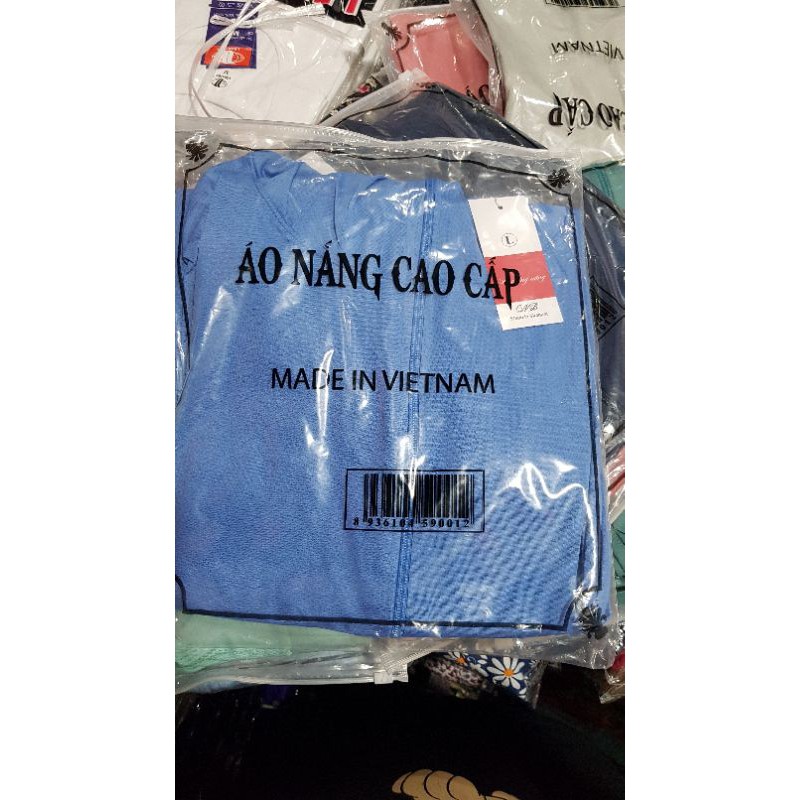 VIETNAM
CAO CẤP
L
ÁO NẮNG CAO CẤP
MADE IN VIETNAM
8 936104 590012